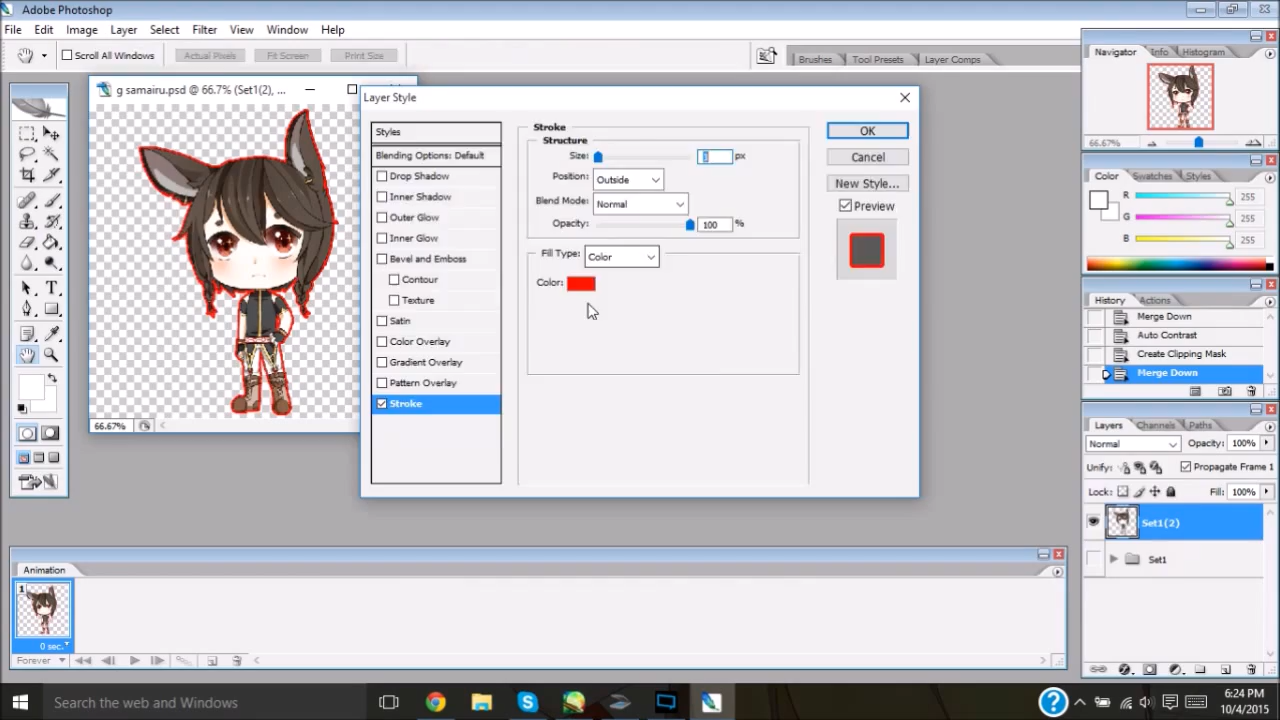 Adobe Photoshop
File Edit Image Layer Select Filter View Window Help
Scroll All Windows Actual Pixels Fit Screen Print Size
Brushes Tool Presets Layer Comps
g samairu.psd @ 66.7% (Set1(2), ...
66.67%
Layer Style
Styles
Blending Options: Default
Drop Shadow
Inner Shadow
Outer Glow
Inner Glow
Bevel and Emboss
Contour
Texture
Satin
Color Overlay
Gradient Overlay
Pattern Overlay
Stroke
Stroke
Structure
Size: px
Position: Outside
Blend Mode: Normal
Opacity: 100 %
Fill Type: Color
Color:
OK
Cancel
New Style...
Preview
Navigator Info Histogram
66.67%
Color Swatches Styles
R 255
G 255
B 255
History Actions
Merge Down
Auto Contrast
Create Clipping Mask
Merge Down
Layers Channels Paths
Normal Opacity: 100%
Unify: Propagate Frame 1
Lock: Fill: 100%
Set1(2)
Set1
Animation
1
0 sec.
Forever
Search the web and Windows
6:24 PM
10/4/2015